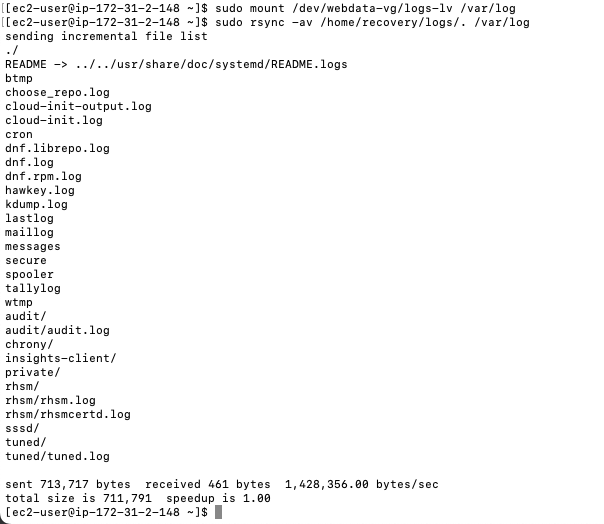 [[ec2-user@ip-172-31-2-148 ~]$ sudo mount /dev/webdata-vg/logs-lv /var/log
[[ec2-user@ip-172-31-2-148 ~]$ sudo rsync -av /home/recovery/logs/. /var/log
sending incremental file list
./
README -> ../../usr/share/doc/systemd/README.logs
btmp
choose_repo.log
cloud-init-output.log
cloud-init.log
cron
dnf.librepo.log
dnf.log
dnf.rpm.log
hawkey.log
kdump.log
lastlog
maillog
messages
secure
spooler
tallylog
wtmp
audit/
audit/audit.log
chrony/
insights-client/
private/
rhsm/
rhsm/rhsm.log
rhsm/rhsmcertd.log
sssd/
tuned/
tuned/tuned.log

sent 713,717 bytes  received 461 bytes  1,428,356.00 bytes/sec
total size is 711,791  speedup is 1.00
[ec2-user@ip-172-31-2-148 ~]$